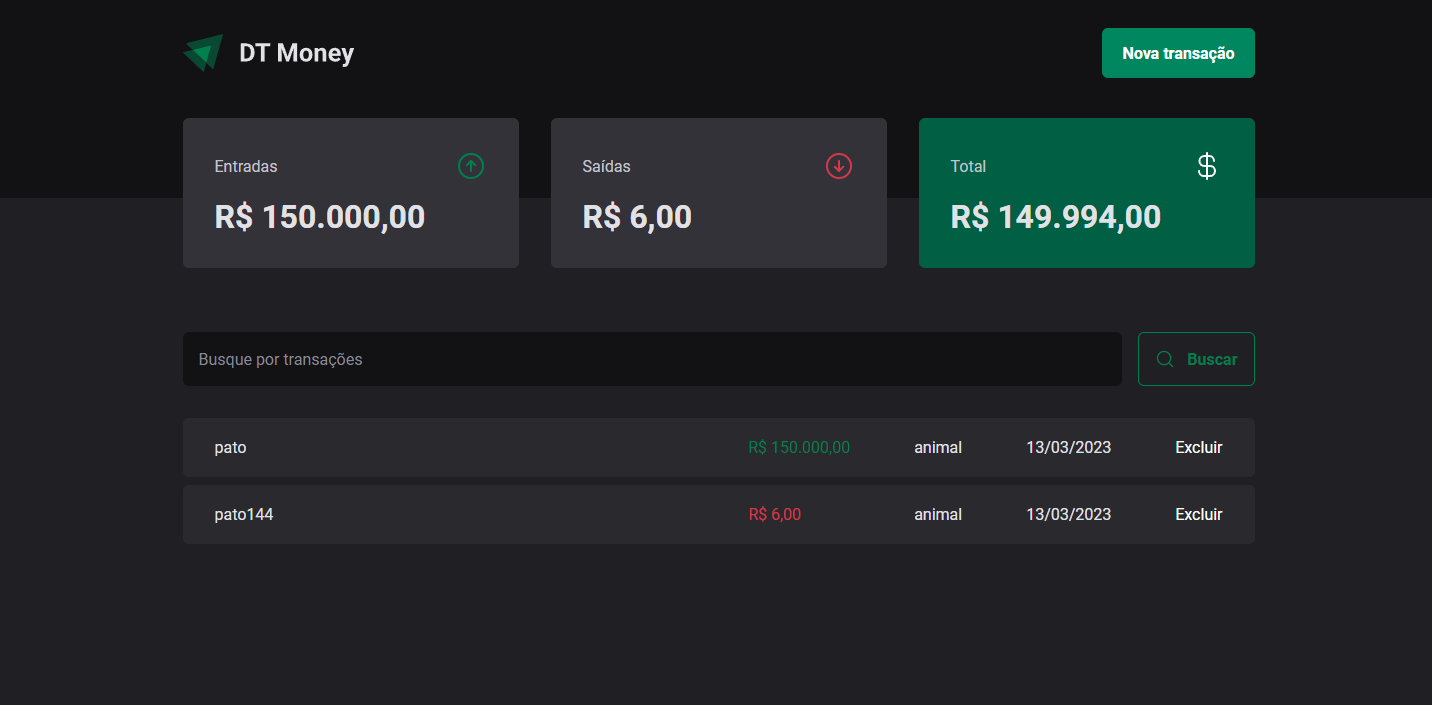 DT Money
Nova transação
Entradas
R$ 150.000,00
Saídas
R$ 6,00
Total
R$ 149.994,00
Busque por transações
Buscar
pato R$ 150.000,00 animal 13/03/2023 Excluir
pato144 R$ 6,00 animal 13/03/2023 Excluir